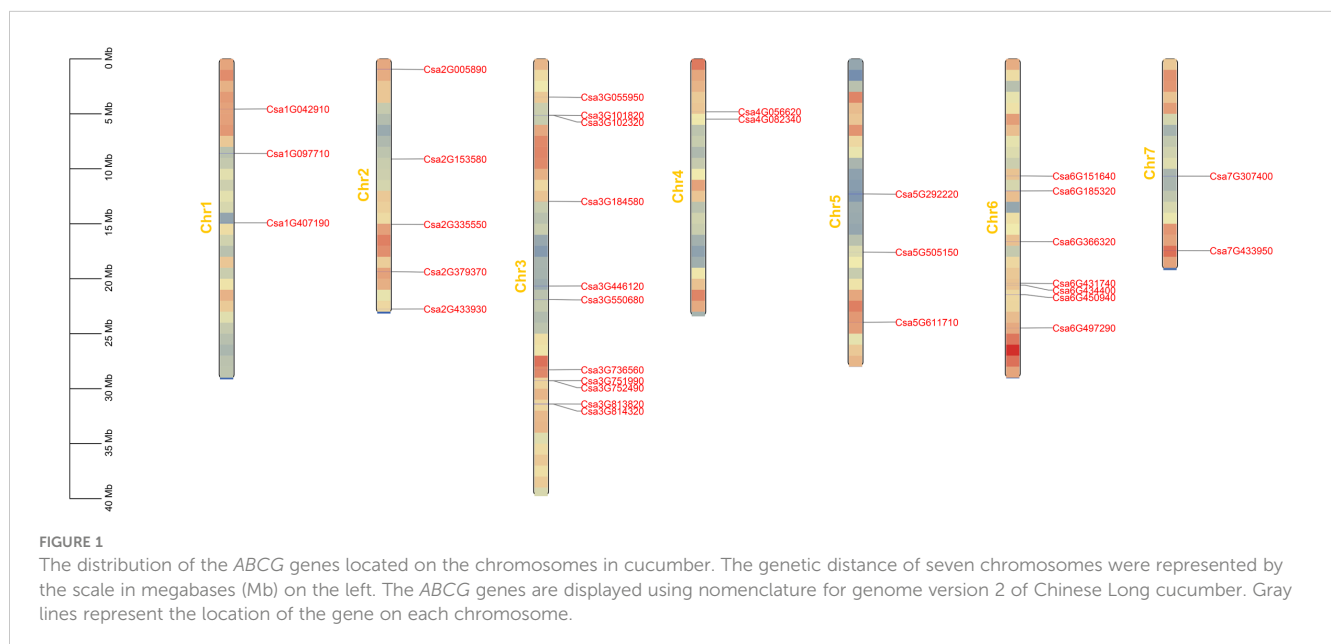 0 Mb
5 Mb
10 Mb
15 Mb
20 Mb
25 Mb
30 Mb
35 Mb
40 Mb
Chr1
Csa1G042910
Csa1G097710
Csa1G407190
Chr2
Csa2G005890
Csa2G153580
Csa2G335550
Csa2G379370
Csa2G433930
Chr3
Csa3G055950
Csa3G101820
Csa3G102320
Csa3G184580
Csa3G446120
Csa3G550680
Csa3G736560
Csa3G751990
Csa3G752490
Csa3G813820
Csa3G814320
Chr4
Csa4G056620
Csa4G082340
Chr5
Csa5G292220
Csa5G505150
Csa5G611710
Chr6
Csa6G151640
Csa6G185320
Csa6G366320
Csa6G431740
Csa6G434400
Csa6G450940
Csa6G497290
Chr7
Csa7G307400
Csa7G433950
FIGURE 1
The distribution of the ABCG genes located on the chromosomes in cucumber. The genetic distance of seven chromosomes were represented by
the scale in megabases (Mb) on the left. The ABCG genes are displayed using nomenclature for genome version 2 of Chinese Long cucumber. Gray
lines represent the location of the gene on each chromosome.